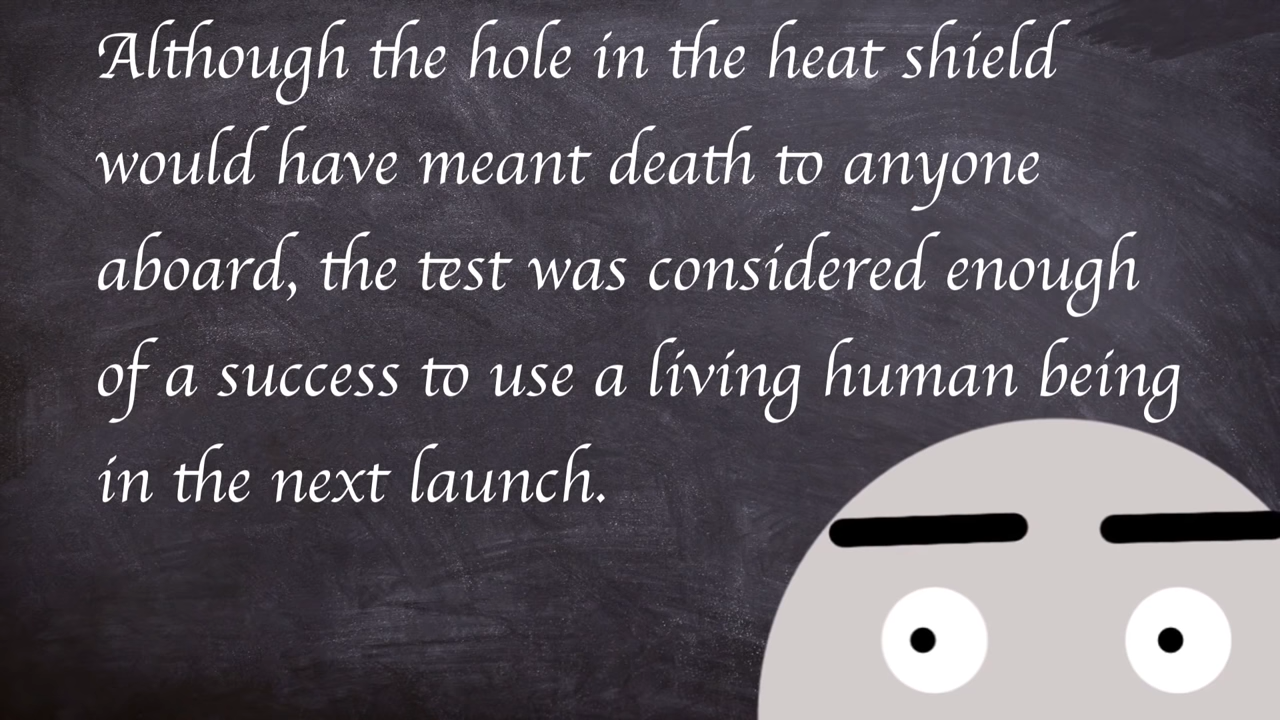 Although the hole in the heat shield
would have meant death to anyone
aboard, the test was considered enough
of a success to use a living human being
in the next launch.